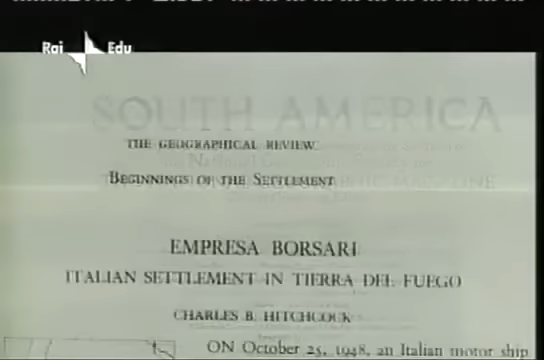 Rai Edu
SOUTH AMERICA
THE GEOGRAPHICAL REVIEW
BEGINNINGS OF THE SETTLEMENT
EMPRESA BORSARI
ITALIAN SETTLEMENT IN TIERRA DEL FUEGO
CHARLES B. HITCHCOCK
ON October 25, 1948, an Italian motor ship